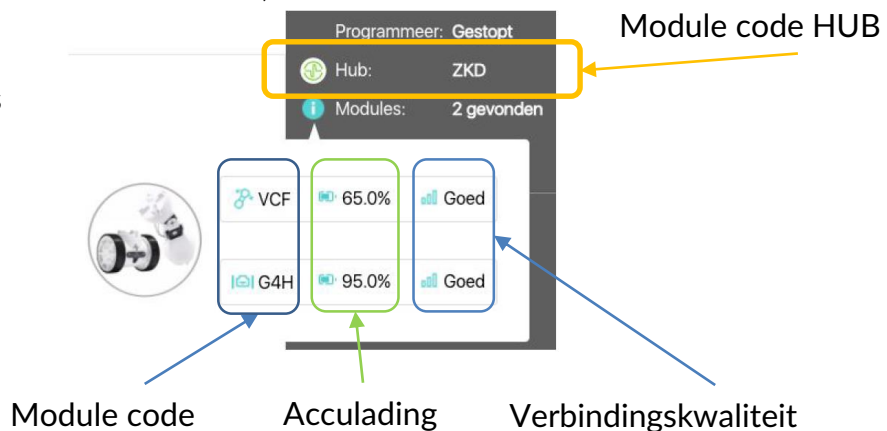 Programmeer: Gestopt
Module code HUB
Hub: ZKD
Modules: 2 gevonden
VCF 65.0% Goed
G4H 95.0% Goed
Module code Acculading Verbindingskwaliteit